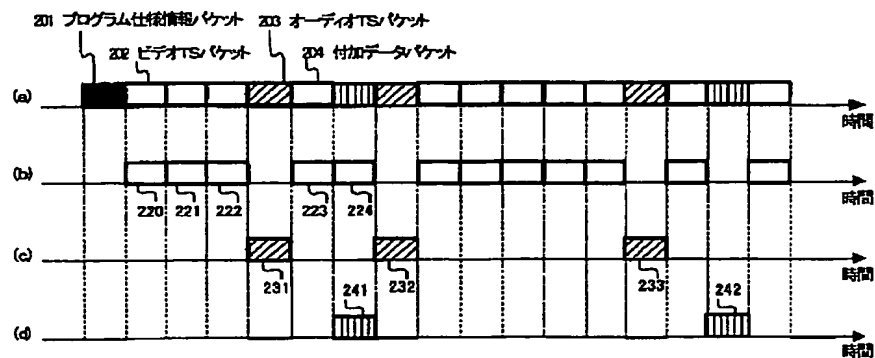 201 プログラム仕様情報パケット
203 オーディオTSパケット
202 ビデオTSパケット
204 付加データパケット
(a)
時間
(b)
時間
220
221
222
223
224
(c)
時間
231
232
233
241
242
(d)
時間